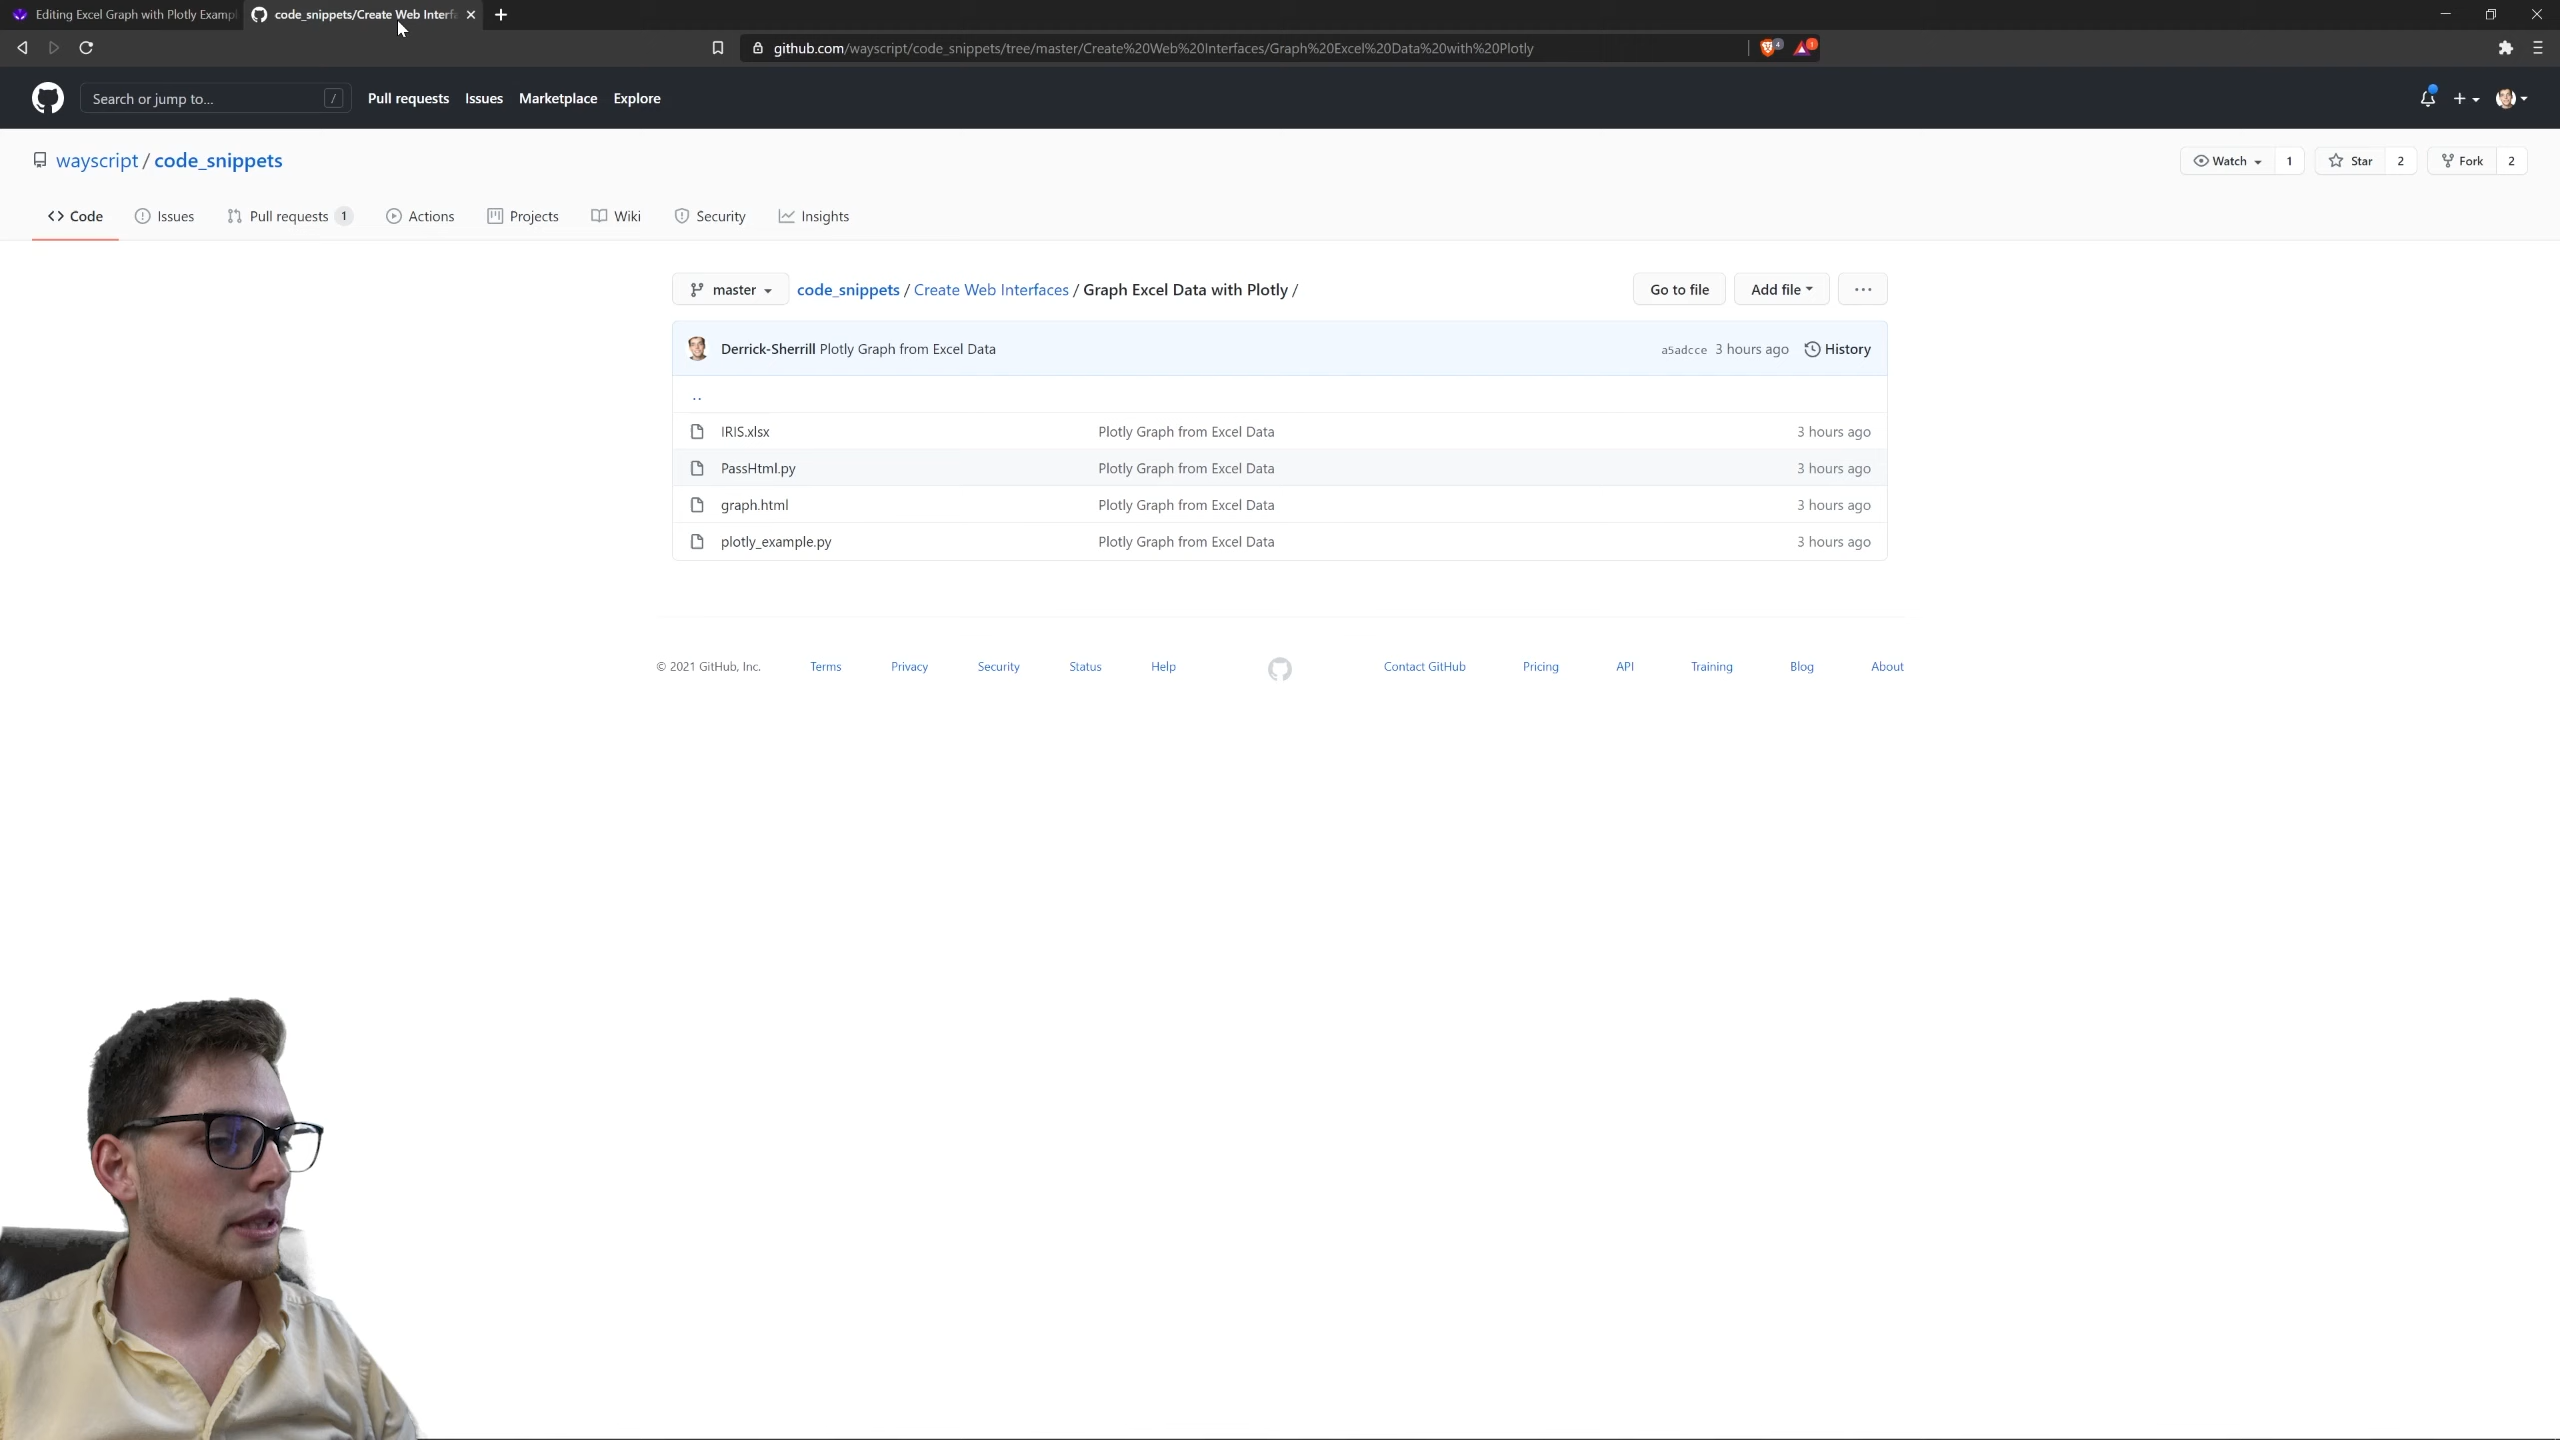 Editing Excel Graph with Plotly Exampl
code_snippets/Create Web Interfa
github.com/wayscript/code_snippets/tree/master/Create%20Web%20Interfaces/Graph%20Excel%20Data%20with%20Plotly
4
1
Search or jump to...
/
Pull requests Issues Marketplace Explore
wayscript / code_snippets
Watch 1
Star 2
Fork 2
Code Issues Pull requests 1 Actions Projects Wiki Security Insights
master code_snippets / Create Web Interfaces / Graph Excel Data with Plotly /
Go to file Add file ...
Derrick-Sherrill Plotly Graph from Excel Data a5adcce 3 hours ago History
..
IRIS.xlsx Plotly Graph from Excel Data 3 hours ago
PassHtml.py Plotly Graph from Excel Data 3 hours ago
graph.html Plotly Graph from Excel Data 3 hours ago
plotly_example.py Plotly Graph from Excel Data 3 hours ago
© 2021 GitHub, Inc. Terms Privacy Security Status Help Contact GitHub Pricing API Training Blog About